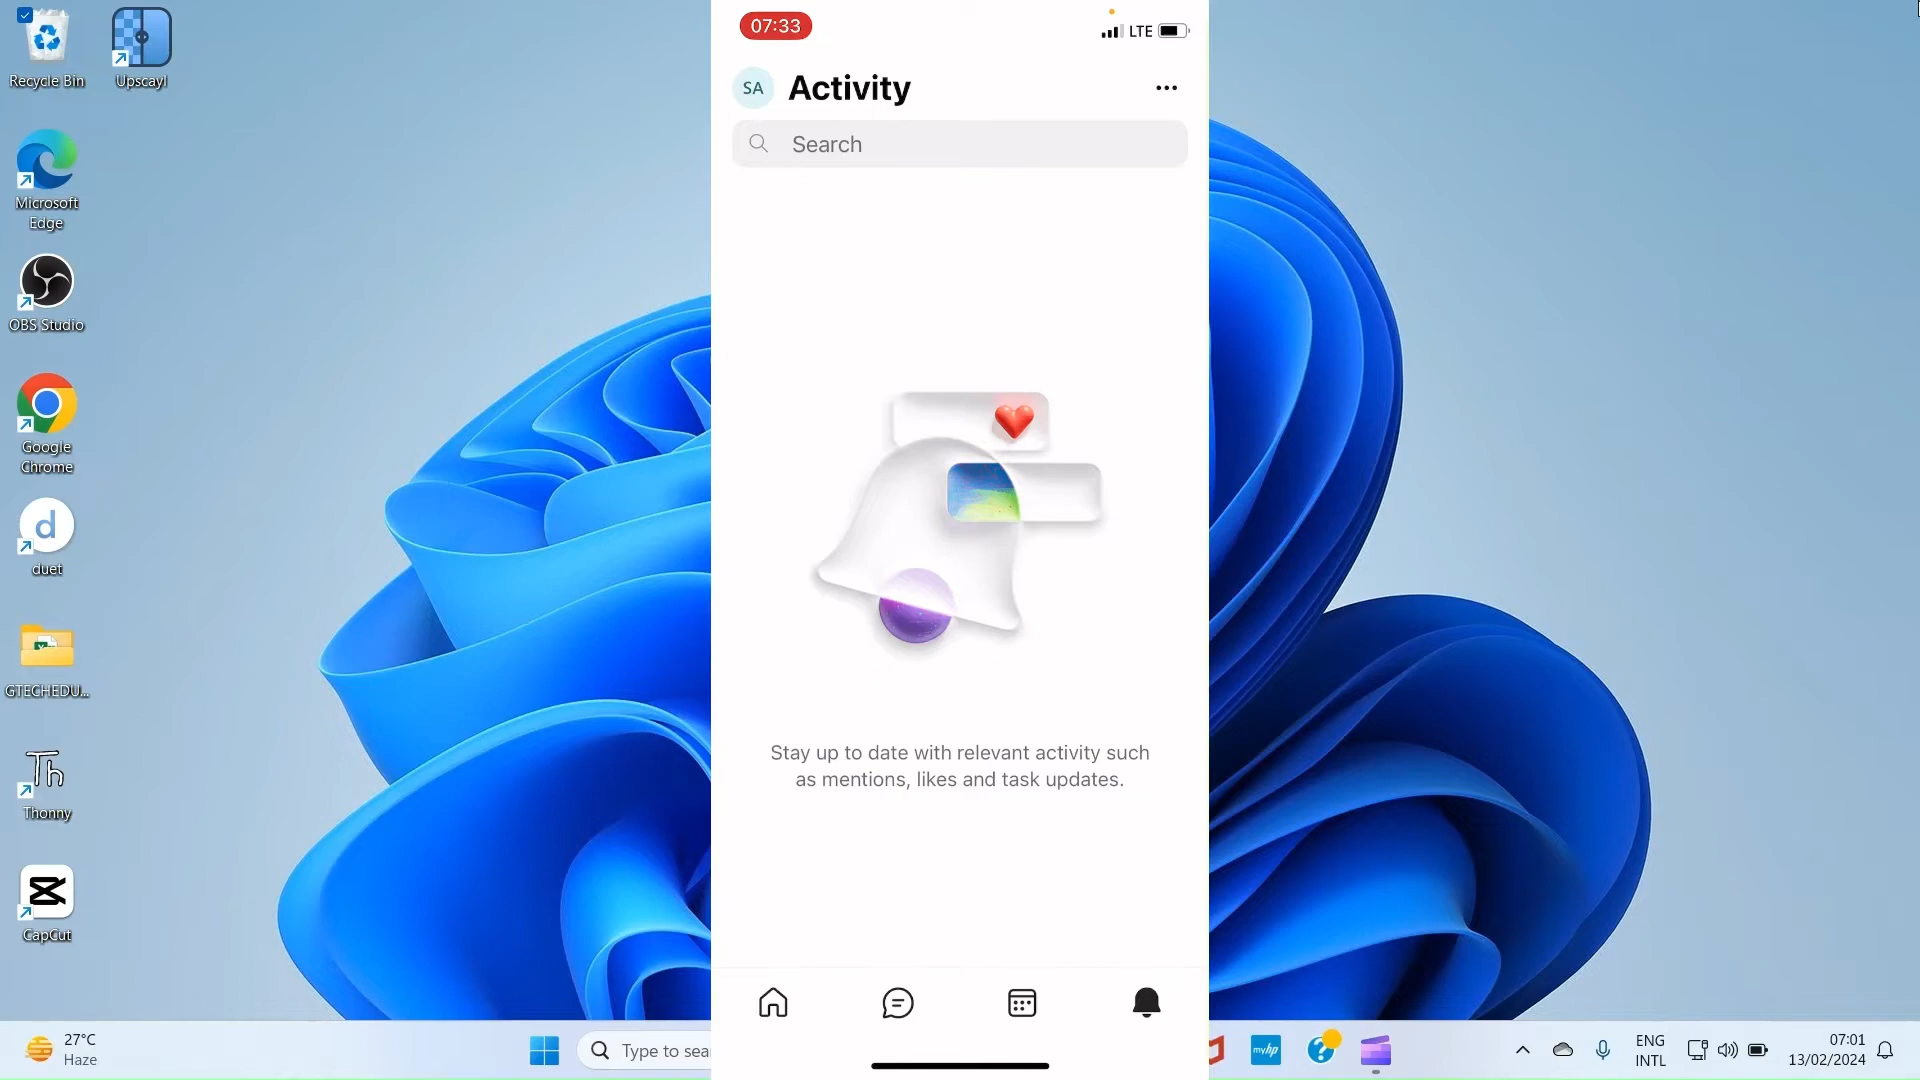 Recycle Bin
Upscayl
Microsoft
Edge
OBS Studio
Google
Chrome
d
duet
GTECHEDU...
Th
Thonny
CapCut
07:33
LTE
SA
Activity
Search
Stay up to date with relevant activity such
as mentions, likes and task updates.
27°C
Haze
Type to sea
myhp
ENG
INTL
07:01
13/02/2024